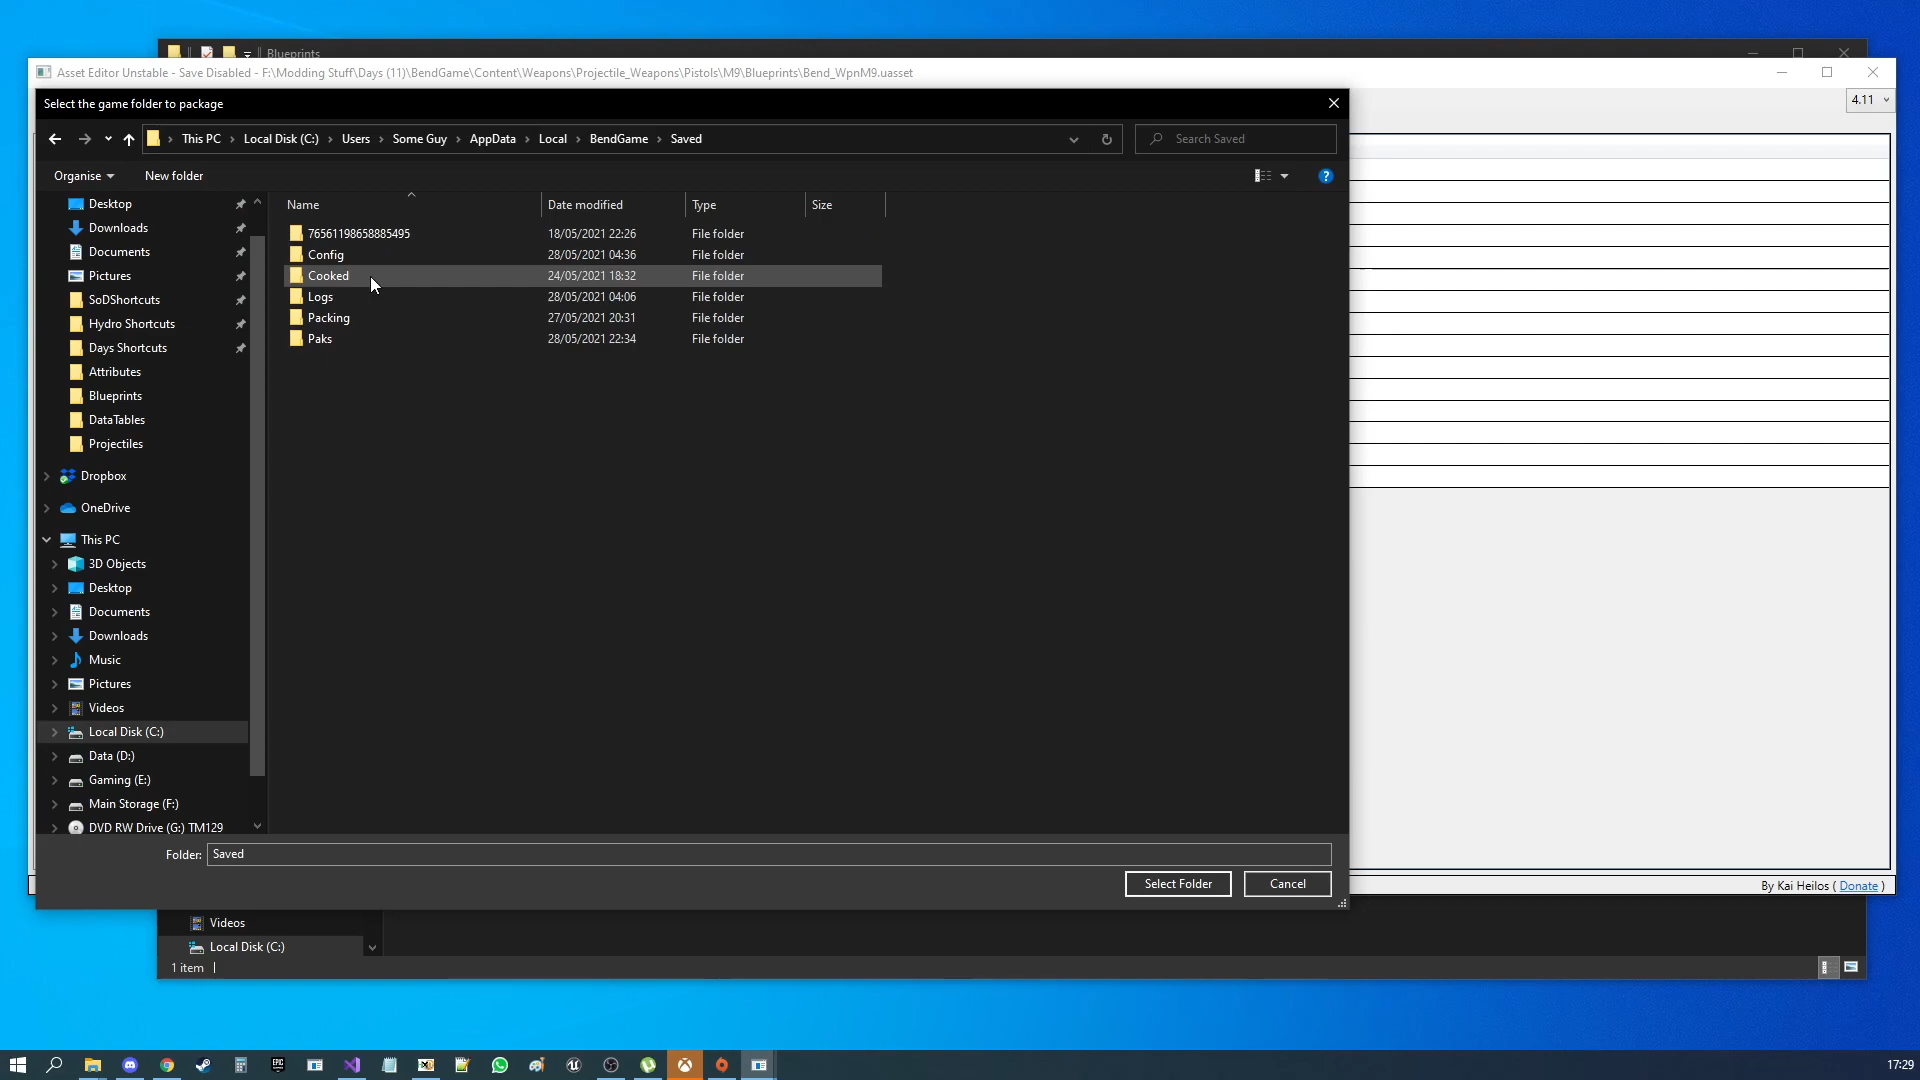 Blueprints
Asset Editor Unstable - Save Disabled - F:\Modding Stuff\Days (11)\BendGame\Content\Weapons\Projectile_Weapons\Pistols\M9\Blueprints\Bend_WpnM9.uasset
Select the game folder to package
4.11
This PC > Local Disk (C:) > Users > Some Guy > AppData > Local > BendGame > Saved
Search Saved
Organise
New folder
Name
Date modified
Type
Size
76561198658885495 18/05/2021 22:26 File folder
Config 28/05/2021 04:36 File folder
Cooked 24/05/2021 18:32 File folder
Logs 28/05/2021 04:06 File folder
Packing 27/05/2021 20:31 File folder
Paks 28/05/2021 22:34 File folder
Desktop
Downloads
Documents
Pictures
SoDShortcuts
Hydro Shortcuts
Days Shortcuts
Attributes
Blueprints
DataTables
Projectiles
Dropbox
OneDrive
This PC
3D Objects
Desktop
Documents
Downloads
Music
Pictures
Videos
Local Disk (C:)
Data (D:)
Gaming (E:)
Main Storage (F:)
DVD RW Drive (G:) TM129
Folder: Saved
Select Folder
Cancel
By Kai Heilos ( Donate )
Videos
Local Disk (C:)
1 item
EPIC
17:29